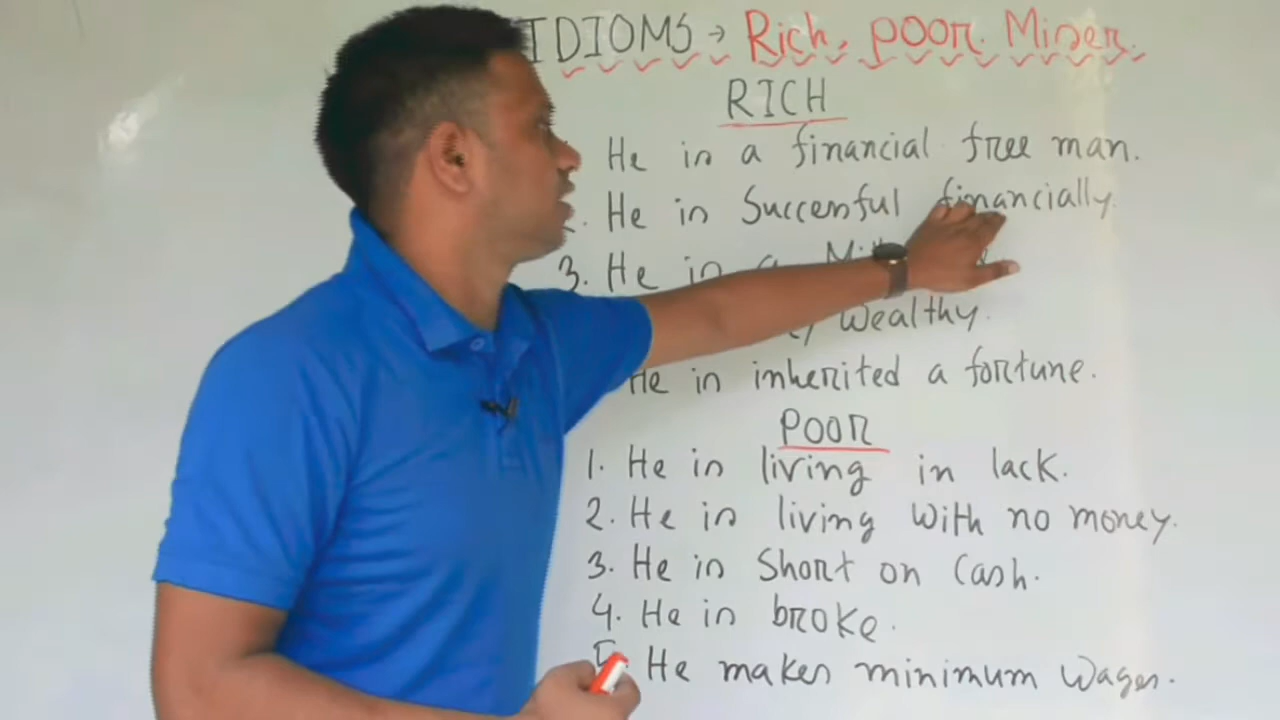 IDIOMS → Rich, Poor. Miser.
RICH
He is a financial free man.
2. He is Successful financially.
3. He is a
Wealthy.
He is inherited a fortune.
POOR
1. He is living in lack.
2. He is living with no money.
3. He is Short on Cash.
4. He is broke.
5. He makes minimum wages.